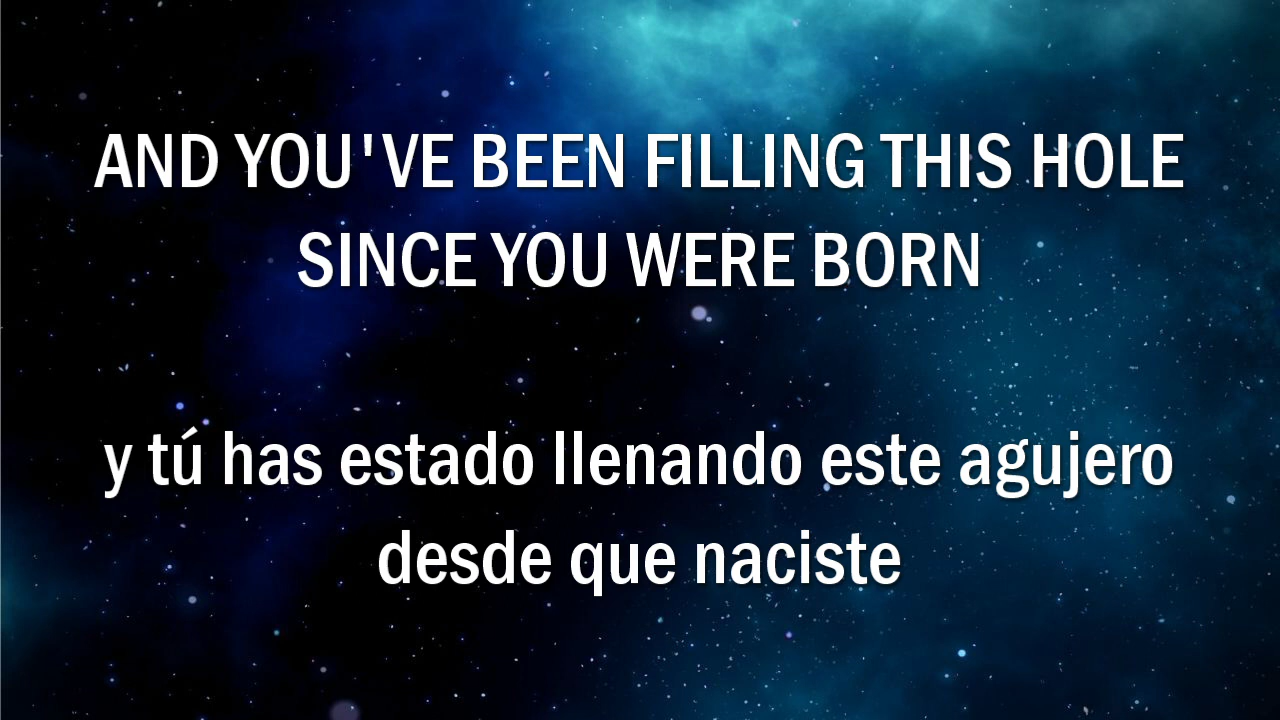 AND YOU'VE BEEN FILLING THIS HOLE
SINCE YOU WERE BORN
y tú has estado llenando este agujero
desde que naciste